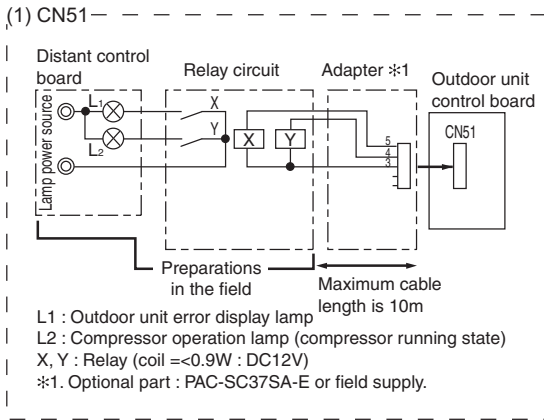 (1) CN51
Distant control
board
Relay circuit
Adapter ✻1
Outdoor unit
control board
Lamp power source
L1
L2
X
Y
X
Y
5
4
3
CN51
Preparations
in the field
Maximum cable
length is 10m
L1 : Outdoor unit error display lamp
L2 : Compressor operation lamp (compressor running state)
X, Y : Relay (coil =<0.9W : DC12V)
✻1. Optional part : PAC-SC37SA-E or field supply.